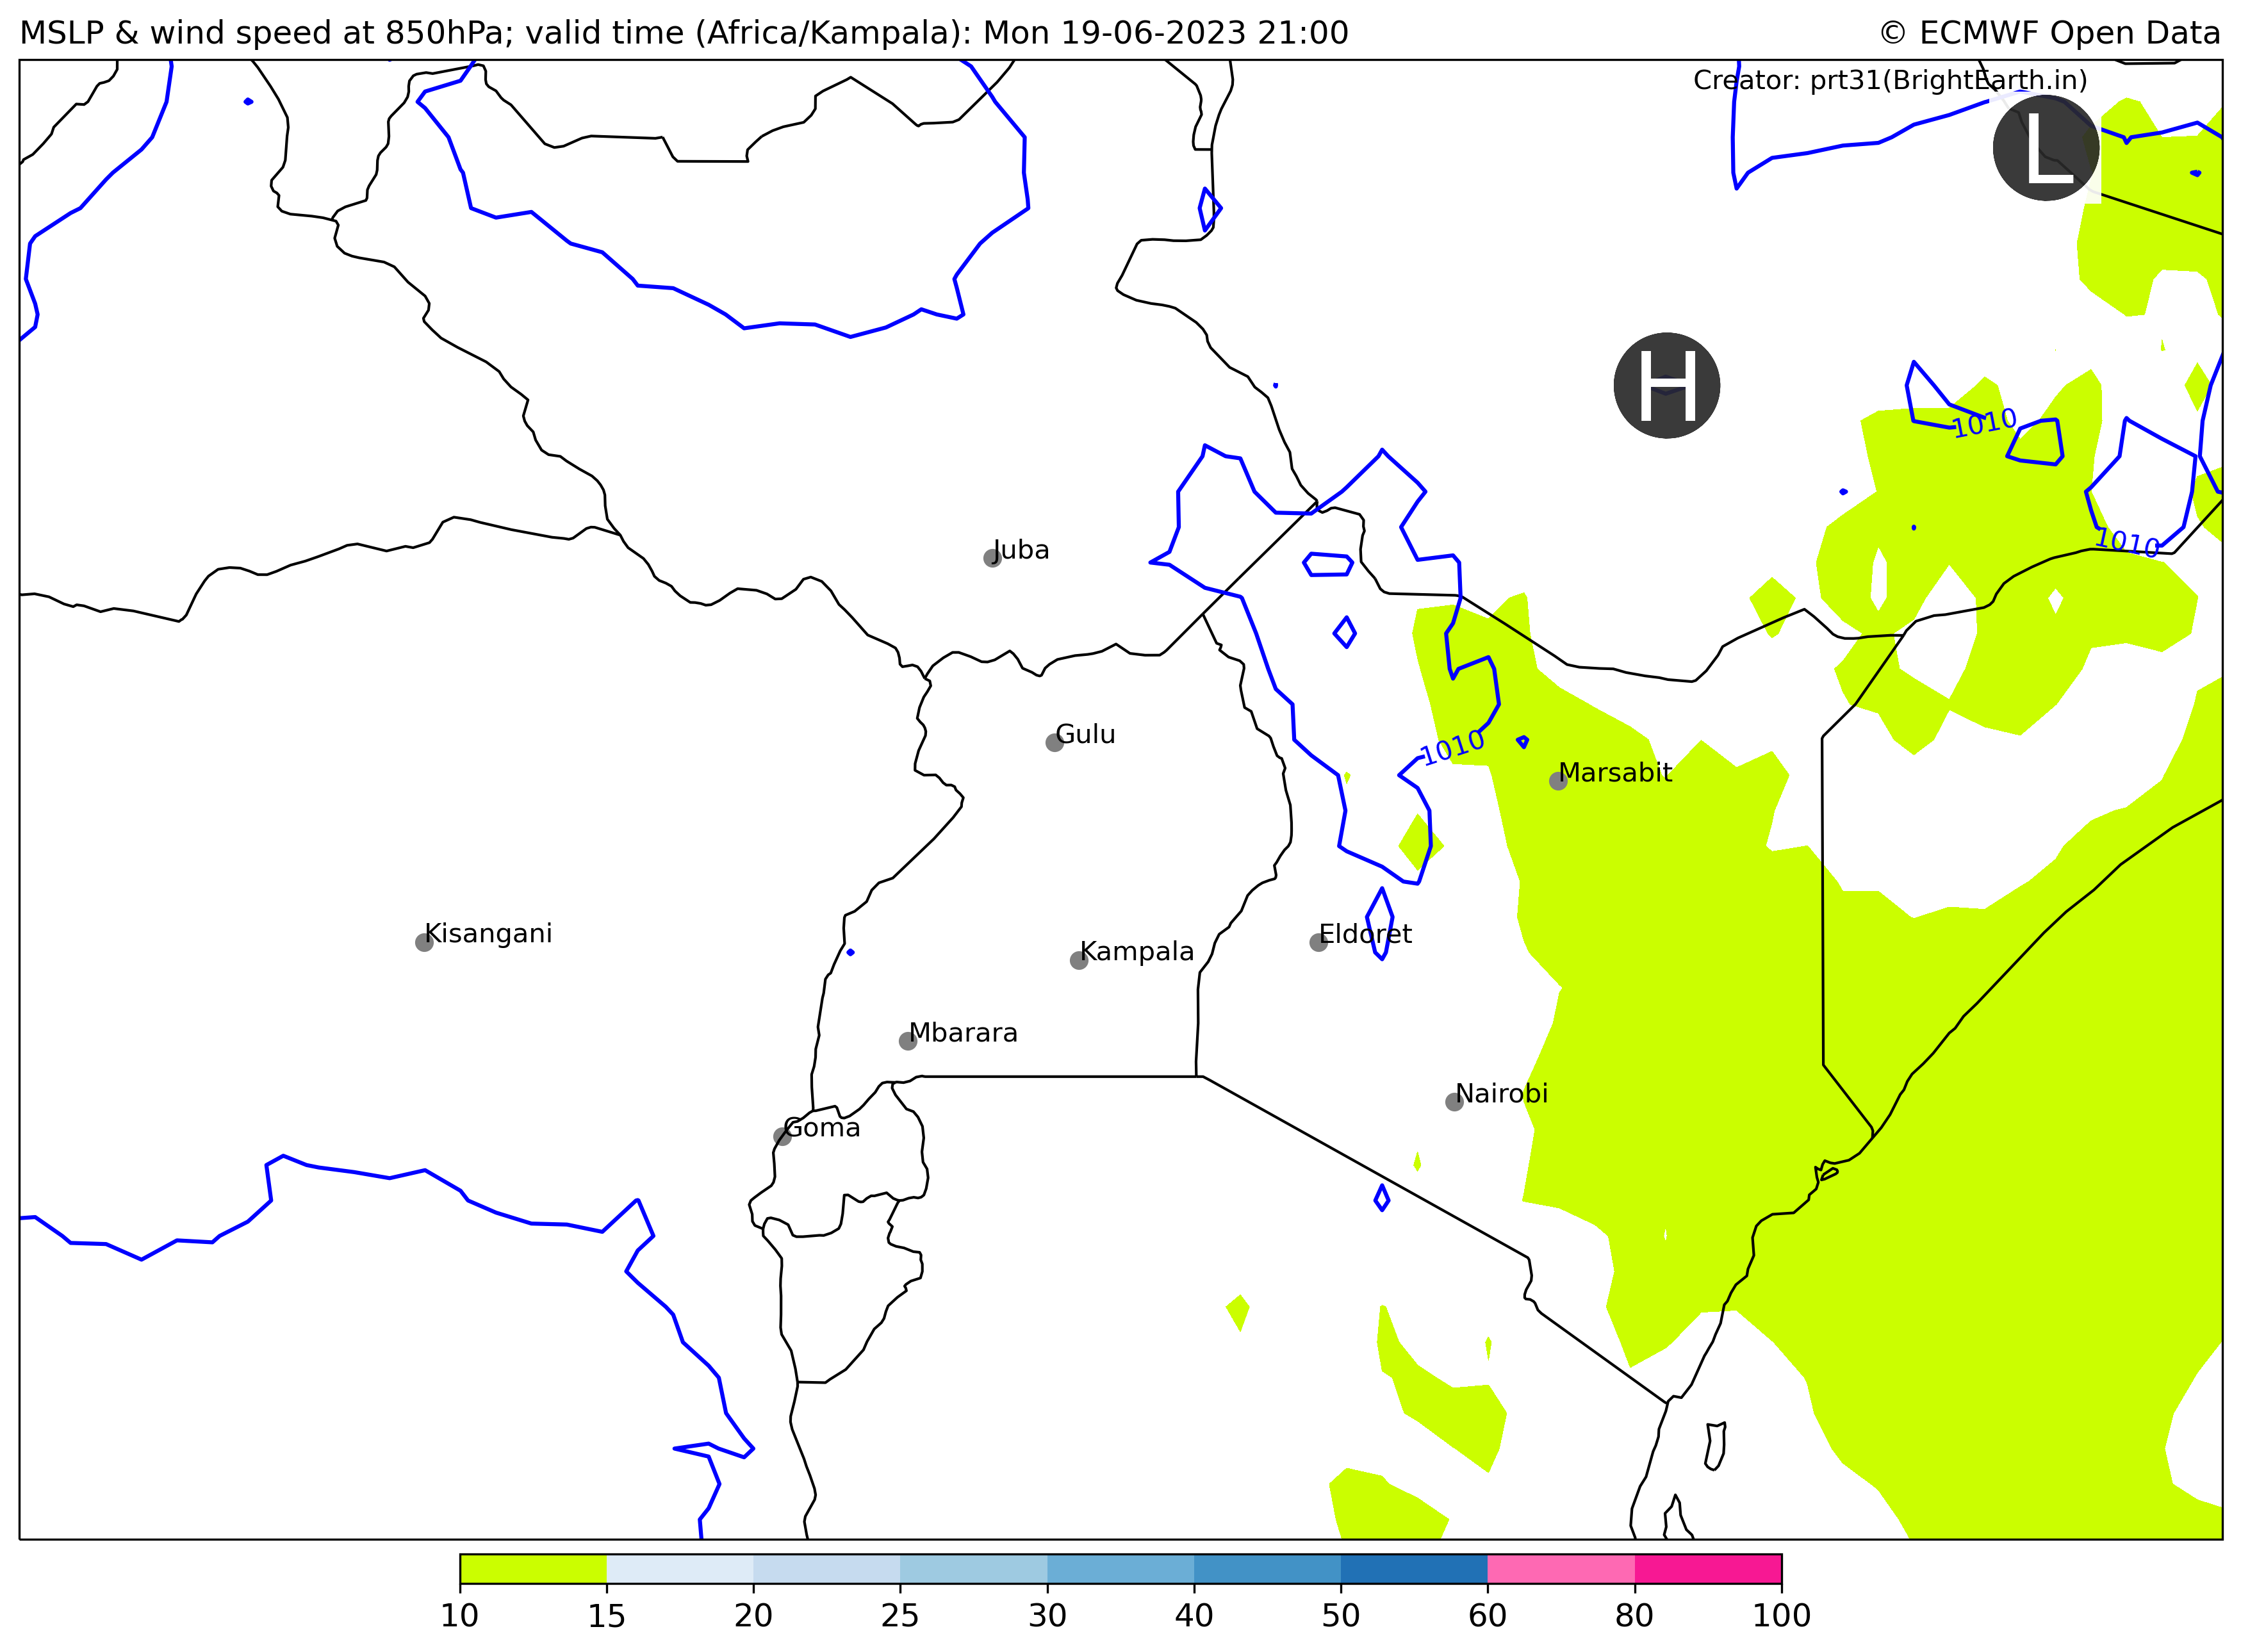 MSLP & wind speed at 850hPa; valid time (Africa/Kampala): Mon 19-06-2023 21:00
© ECMWF Open Data
Creator: prt31(BrightEarth.in)
L
H
1010
1010
Juba
Gulu
1010
Marsabit
Kisangani
Eldoret
Kampala
Mbarara
Nairobi
Goma
10 15 20 25 30 40 50 60 80 100